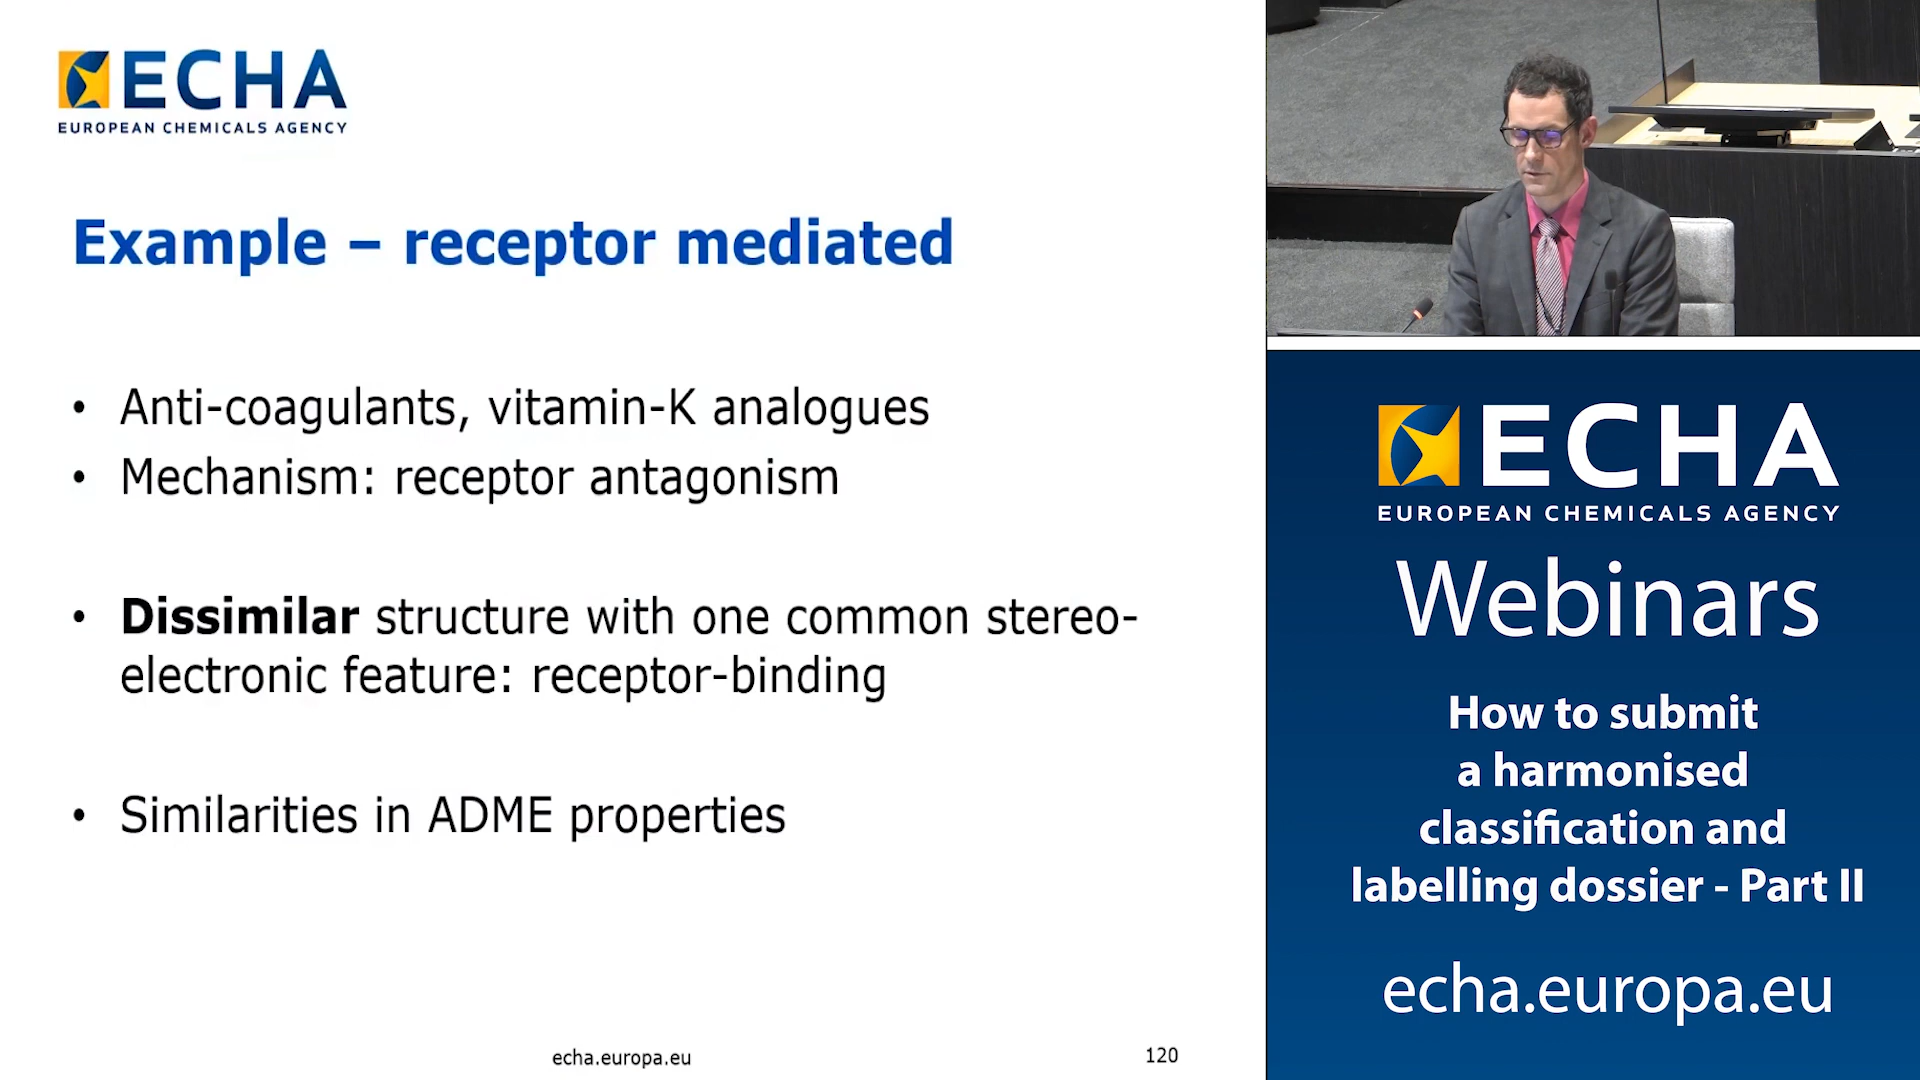 ECHA
EUROPEAN CHEMICALS AGENCY
Example – receptor mediated
• Anti-coagulants, vitamin-K analogues
• Mechanism: receptor antagonism
• Dissimilar structure with one common stereo-
electronic feature: receptor-binding
• Similarities in ADME properties
echa.europa.eu
120
ECHA
EUROPEAN CHEMICALS AGENCY
Webinars
How to submit
a harmonised
classification and
labelling dossier - Part II
echa.europa.eu